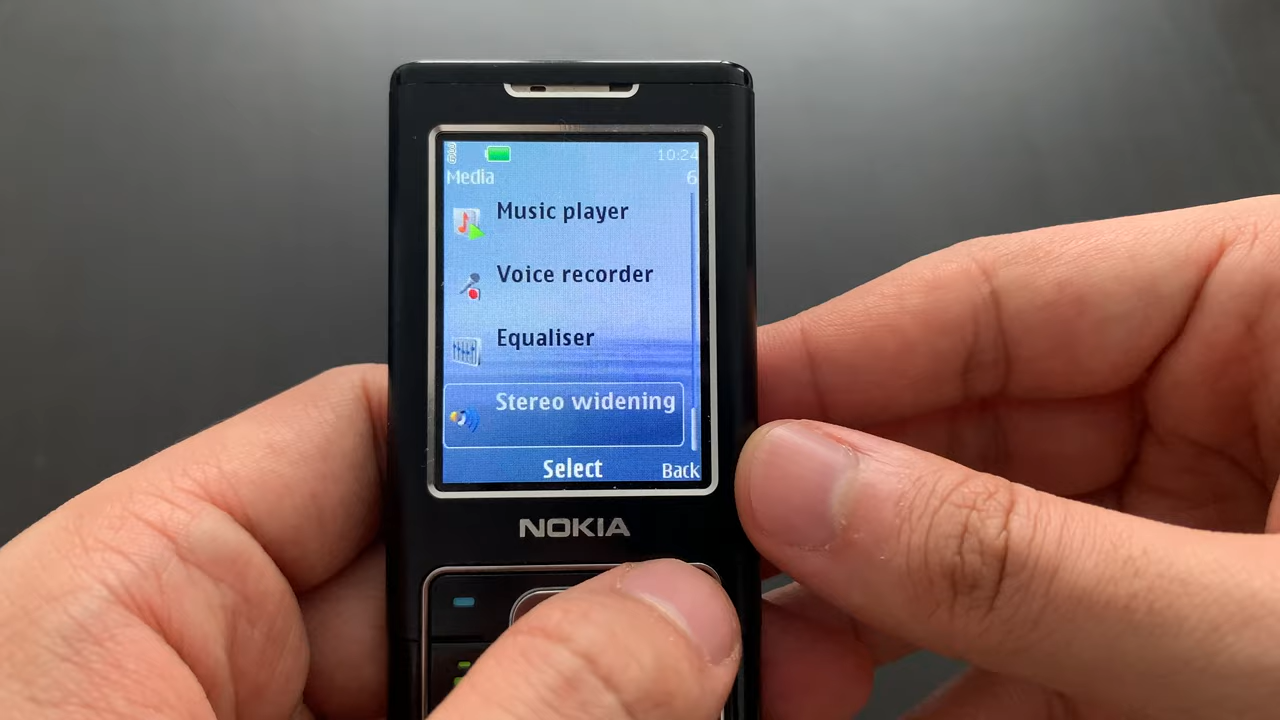 10:24
Media 6
Music player
Voice recorder
Equaliser
Stereo widening
Select Back
NOKIA